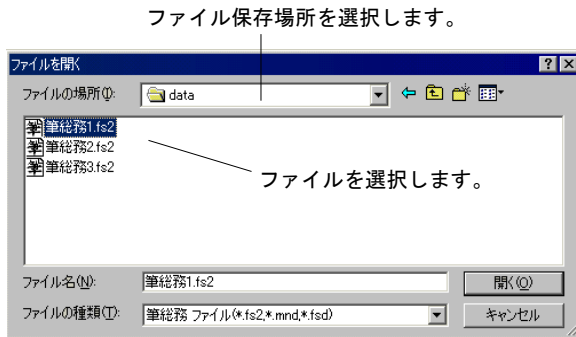 ファイル保存場所を選択します。
ファイルを開く
ファイルの場所(I): data
筆総務1.fs2
筆総務2.fs2
筆総務3.fs2
ファイルを選択します。
ファイル名(N): 筆総務1.fs2 開く(O)
ファイルの種類(T): 筆総務 ファイル(*.fs2,*.mnd,*.fsd) キャンセル